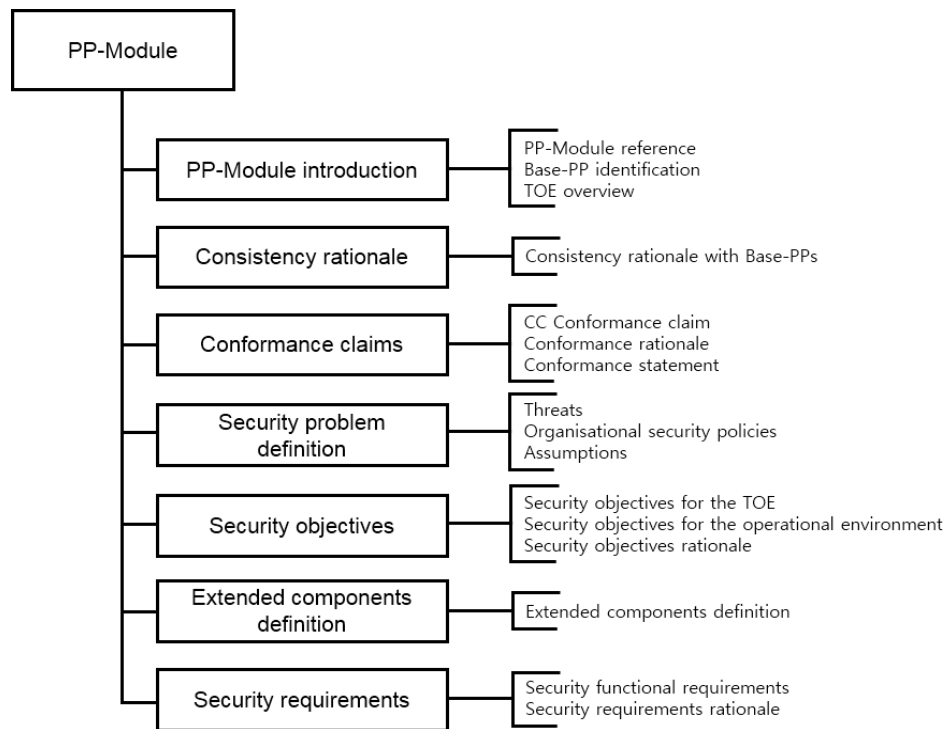 PP-Module
PP-Module introduction
PP-Module reference
Base-PP identification
TOE overview
Consistency rationale
Consistency rationale with Base-PPs
Conformance claims
CC Conformance claim
Conformance rationale
Conformance statement
Security problem
definition
Threats
Organisational security policies
Assumptions
Security objectives
Security objectives for the TOE
Security objectives for the operational environment
Security objectives rationale
Extended components
definition
Extended components definition
Security requirements
Security functional requirements
Security requirements rationale